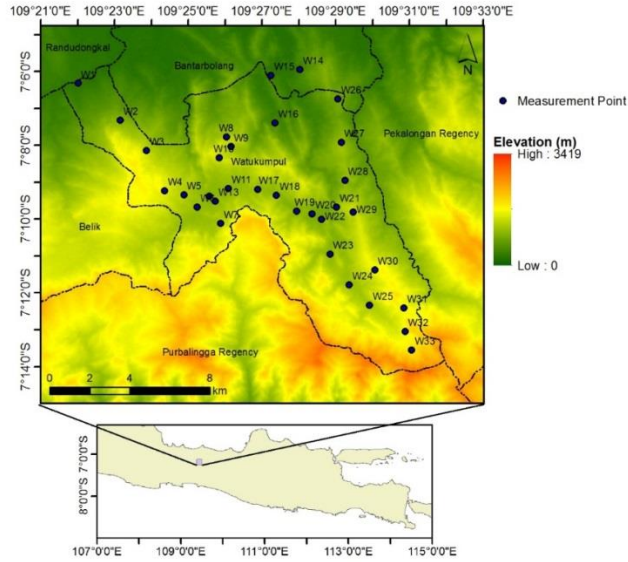 109°21'0"E 109°23'0"E 109°25'0"E 109°27'0"E 109°29'0"E 109°31'0"E 109°33'0"E
Randudongkal
7°6'0"S
W1
Bantarbolang
W15
W14
N
W26
Measurement Point
W2
W16
Pekalongan Regency
7°8'0"S
W3
W8
W9
W27
Elevation (m)
High : 3419
Low : 0
W10
Watukumpul
W28
W4
W5
W11
W17
W18
W13
W21
W19
W20
W29
7°10'0"S
Belik
W7
W22
W23
W30
7°12'0"S
W24
W25
W31
W32
Purbalingga Regency
W33
7°14'0"S
0 2 4 8
km
7°0'0"S
8°0'0"S
107°0'0"E 109°0'0"E 111°0'0"E 113°0'0"E 115°0'0"E